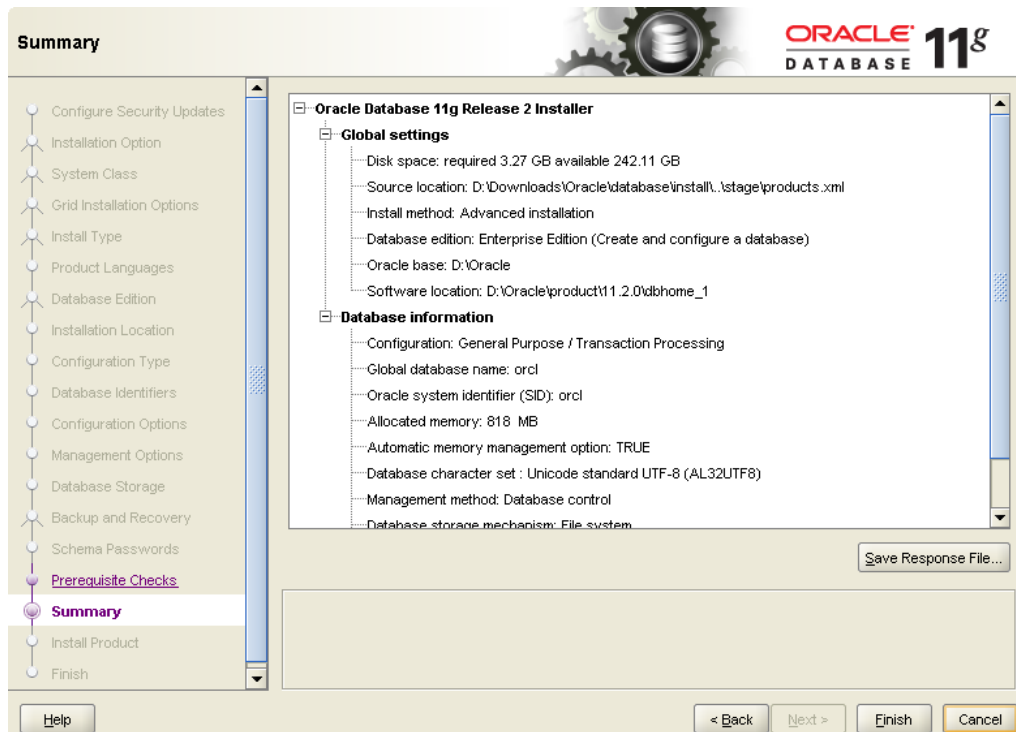 Summary
ORACLE 11g
DATABASE
Configure Security Updates
Installation Option
System Class
Grid Installation Options
Install Type
Product Languages
Database Edition
Installation Location
Configuration Type
Database Identifiers
Configuration Options
Management Options
Database Storage
Backup and Recovery
Schema Passwords
Prerequisite Checks
Summary
Install Product
Finish
Oracle Database 11g Release 2 Installer
Global settings
Disk space: required 3.27 GB available 242.11 GB
Source location: D:\Downloads\Oracle\database\install\..\stage\products.xml
Install method: Advanced installation
Database edition: Enterprise Edition (Create and configure a database)
Oracle base: D:\Oracle
Software location: D:\Oracle\product\11.2.0\dbhome_1
Database information
Configuration: General Purpose / Transaction Processing
Global database name: orcl
Oracle system identifier (SID): orcl
Allocated memory: 818 MB
Automatic memory management option: TRUE
Database character set : Unicode standard UTF-8 (AL32UTF8)
Management method: Database control
Database storage mechanism: File system
Save Response File...
Help
< Back
Next >
Finish
Cancel